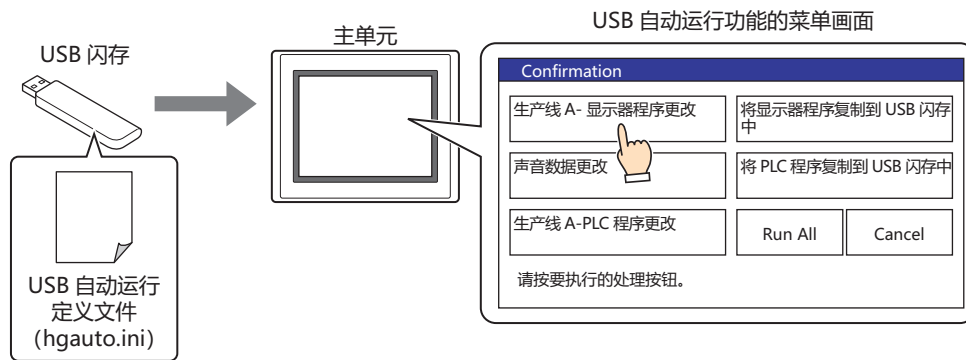 USB 自动运行功能的菜单画面
主单元
USB 闪存
Confirmation
生产线 A- 显示器程序更改
将显示器程序复制到 USB 闪存
中
声音数据更改
将 PLC 程序复制到 USB 闪存中
生产线 A-PLC 程序更改
Run All
Cancel
请按要执行的处理按钮。
USB 自动运行
定义文件
(hgauto.ini)